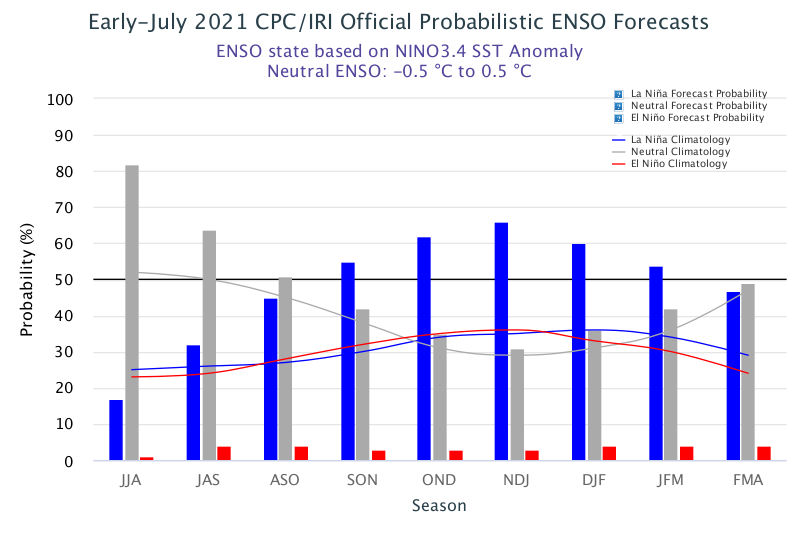 Early-July 2021 CPC/IRI Official Probabilistic ENSO Forecasts
ENSO state based on NINO3.4 SST Anomaly
Neutral ENSO: -0.5 °C to 0.5 °C
La Niña Forecast Probability
Neutral Forecast Probability
El Niño Forecast Probability
La Niña Climatology
Neutral Climatology
El Niño Climatology
Probability (%)
100
90
80
70
60
50
40
30
20
10
0
JJA JAS ASO SON OND NDJ DJF JFM FMA
Season